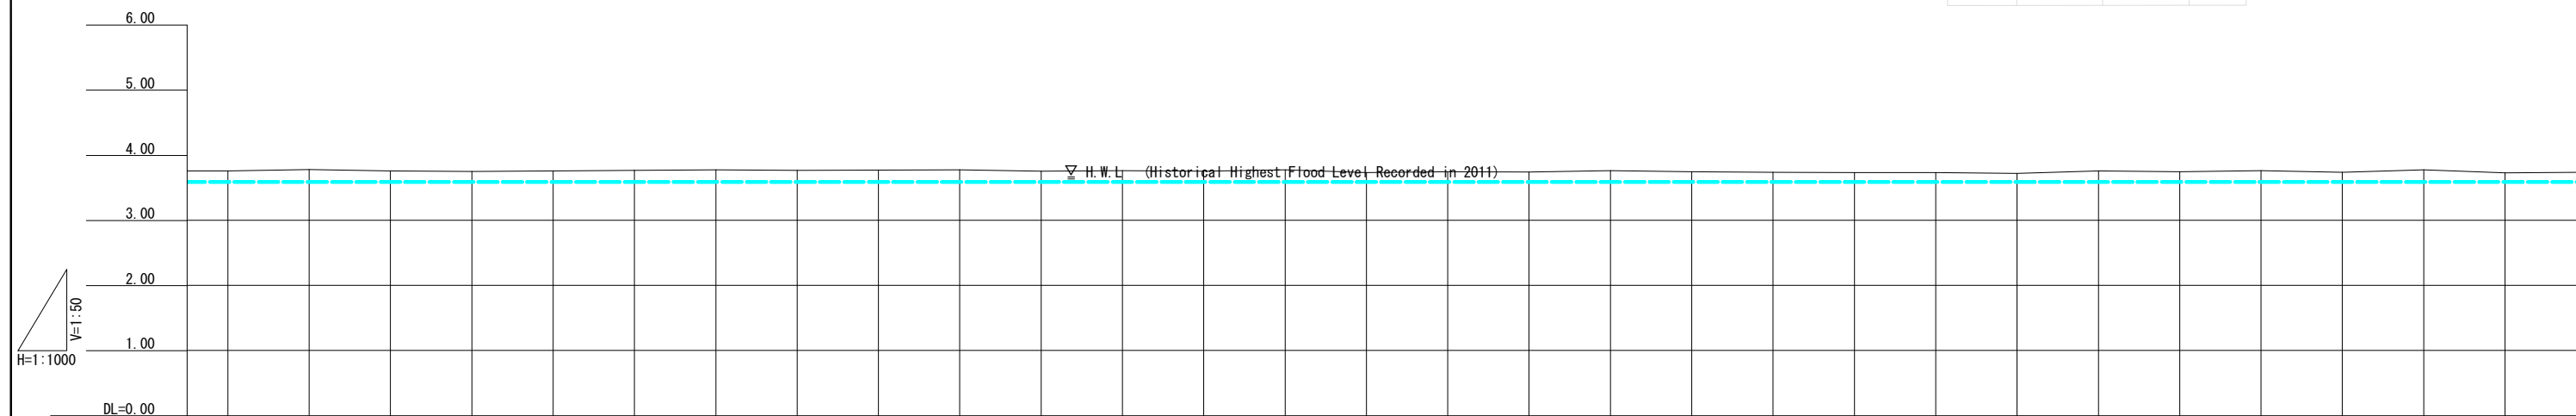 6.00
5.00
4.00
H.W.L (Historical Highest Flood Level Recorded in 2011)
3.00
2.00
V=1:50
1.00
H=1:1000
DL=0.00